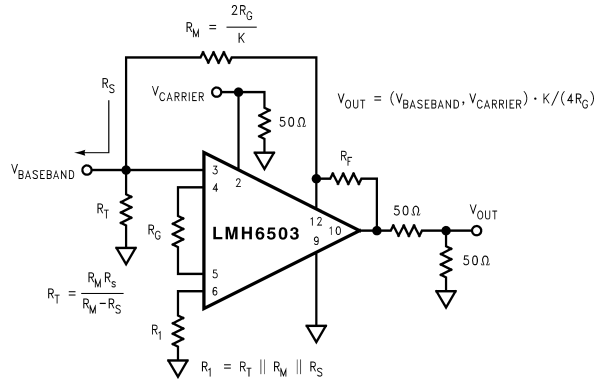 R_M = 2R_G / K
R_S
V_CARRIER
50Ω
V_OUT = (V_BASEBAND, V_CARRIER) · K/(4R_G)
V_BASEBAND
3
4
2
R_F
R_T
R_G
LMH6503
12
10
9
50Ω
V_OUT
50Ω
5
6
R_T = R_M R_s / R_M – R_S
R_1
R_1 = R_T || R_M || R_S